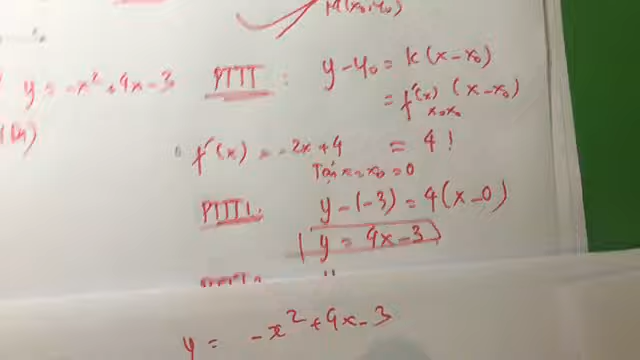 M(x₀,y₀)
y = -x² + 4x - 3 PTTT : y - y₀ = k(x - x₀)
= f'(x) (x - x₀)
x=x₀
f'(x) = -2x + 4 = 4 !
Tại x = x₀ = 0
PTTT1: y - (-3) = 4(x - 0)
y = 4x - 3
y = -x² + 4x - 3